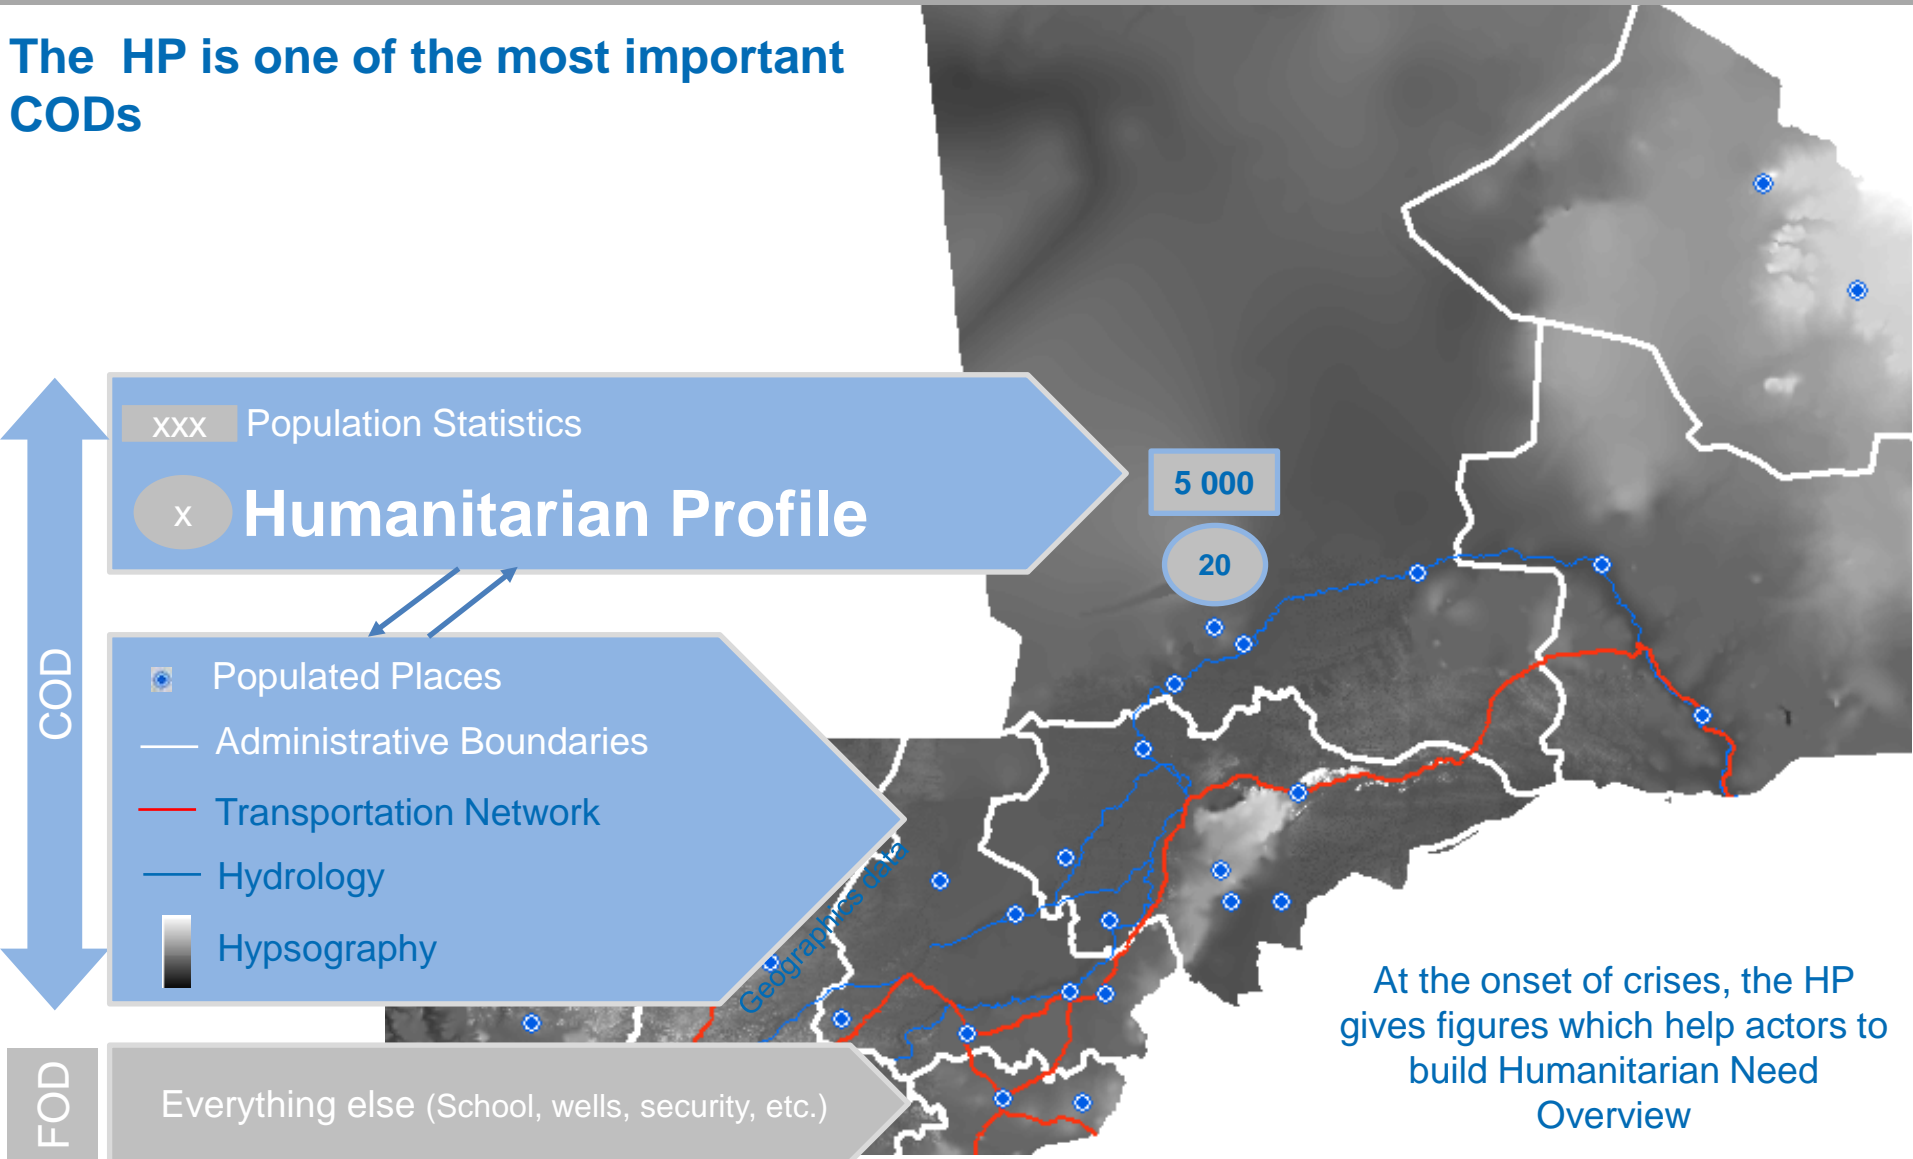 The  HP is one of the most important
CODs
COD
xxx
Population Statistics
x
Humanitarian Profile
5 000
20
Populated Places
Administrative Boundaries
Transportation Network
Hydrology
Hypsography
Geographics data
FOD
Everything else (School, wells, security, etc.)
At the onset of crises, the HP
gives figures which help actors to
build Humanitarian Need
Overview